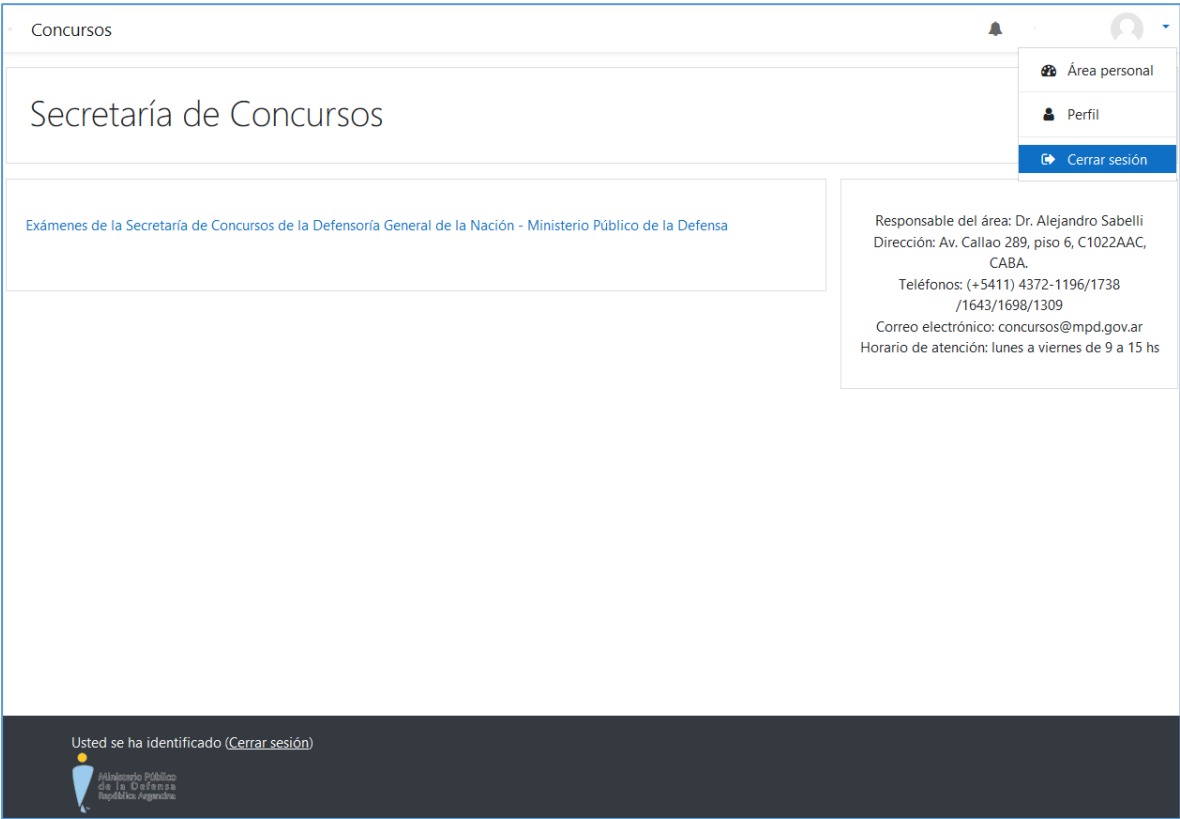 Concursos
Área personal
Perfil
Cerrar sesión
Secretaría de Concursos
Exámenes de la Secretaría de Concursos de la Defensoría General de la Nación - Ministerio Público de la Defensa
Responsable del área: Dr. Alejandro Sabelli
Dirección: Av. Callao 289, piso 6, C1022AAC,
CABA.
Teléfonos: (+5411) 4372-1196/1738
/1643/1698/1309
Correo electrónico: concursos@mpd.gov.ar
Horario de atención: lunes a viernes de 9 a 15 hs
Usted se ha identificado (Cerrar sesión)
Ministerio Público
de la Defensa
República Argentina